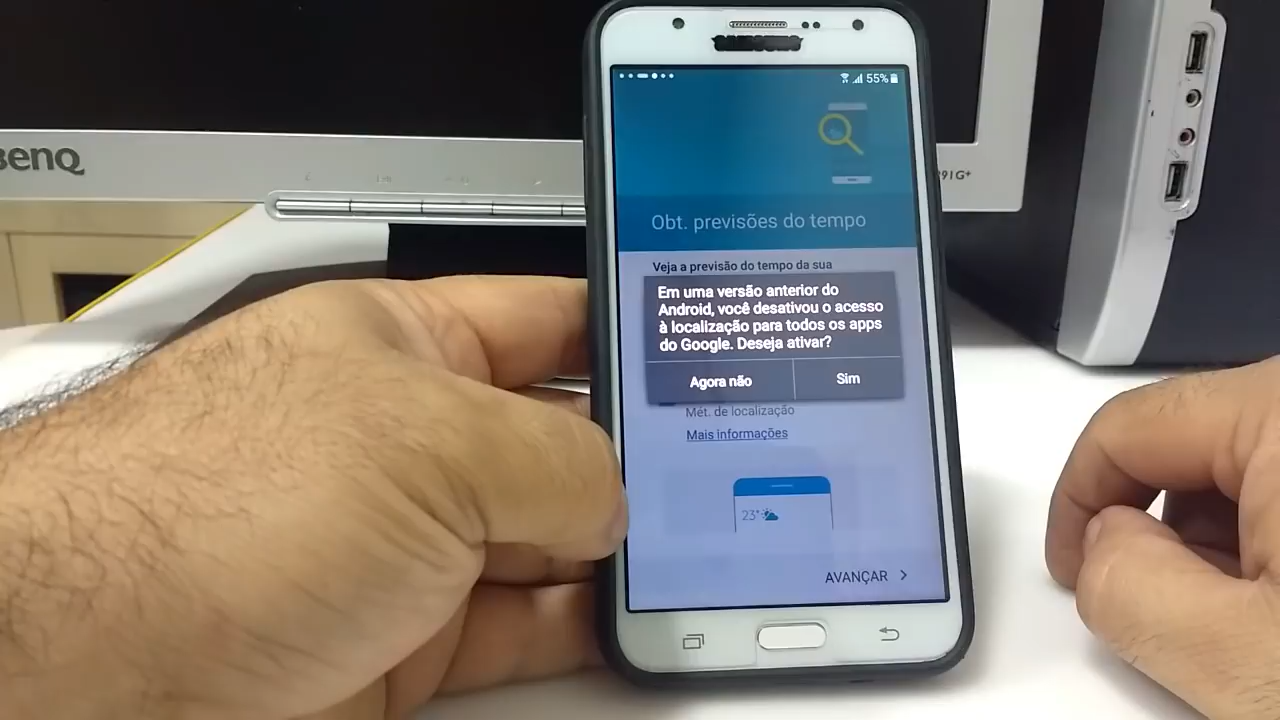 BenQ
SAMSUNG
55%
91G+
Obt. previsões do tempo
Veja a previsão do tempo da sua
Em uma versão anterior do
Android, você desativou o acesso
à localização para todos os apps
do Google. Deseja ativar?
Agora não
Sim
Mét. de localização
Mais informações
23°
AVANÇAR >